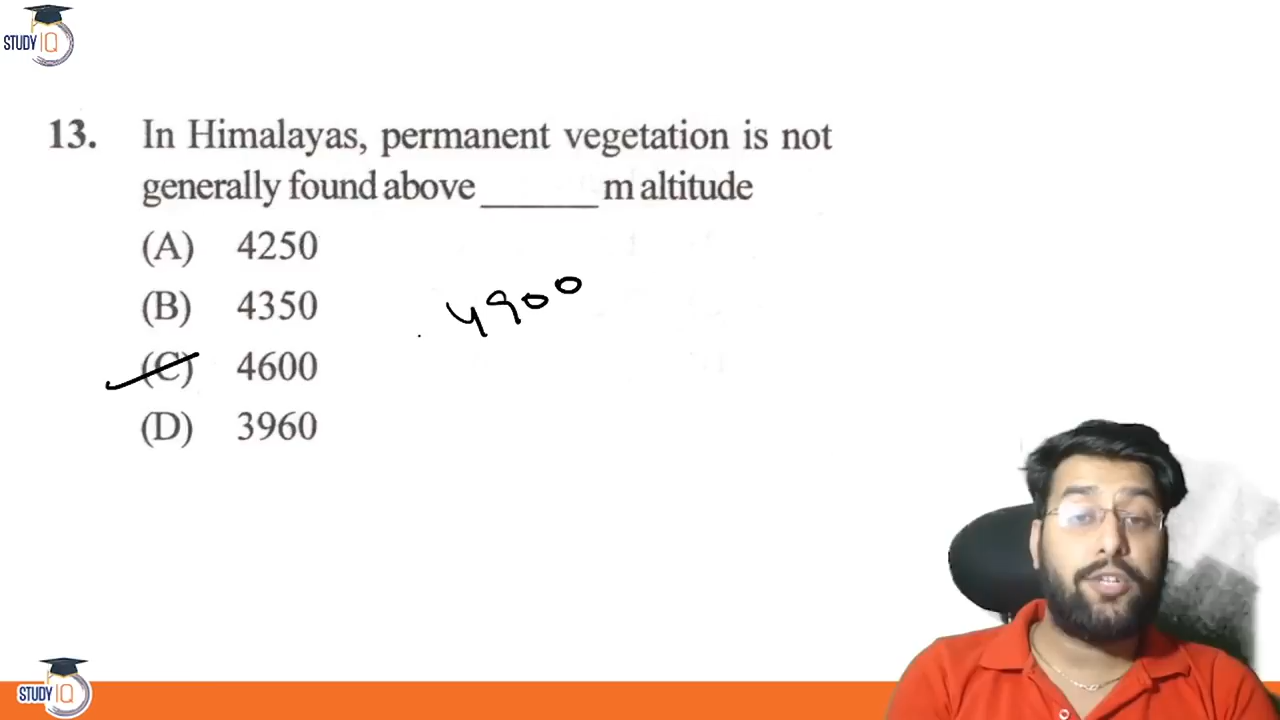 STUDY IQ
13. In Himalayas, permanent vegetation is not
generally found above ______ m altitude
(A) 4250
(B) 4350
(C) 4600
(D) 3960
4900
STUDY IQ